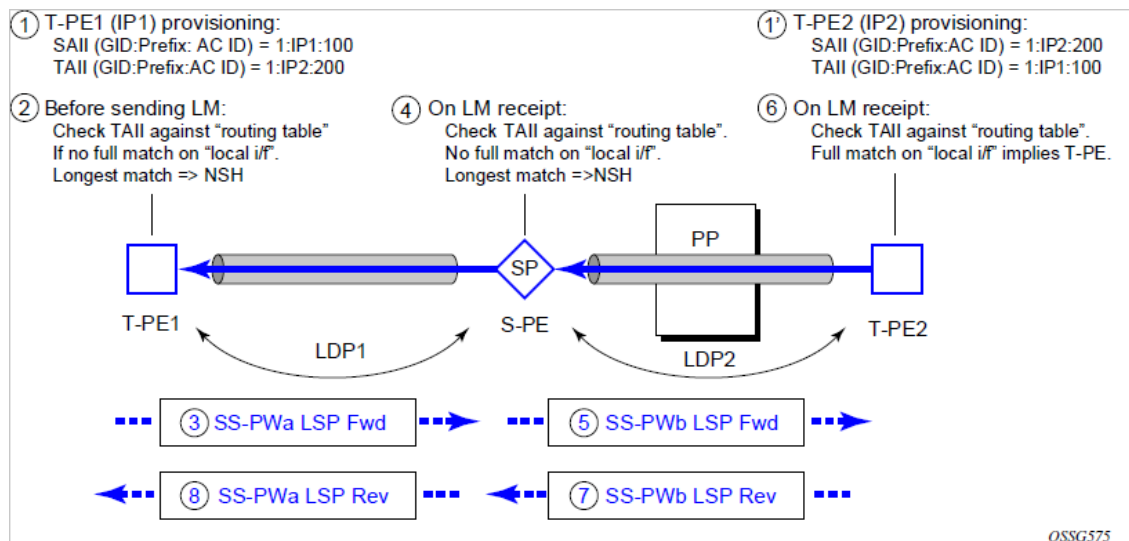 ① T-PE1 (IP1) provisioning:
SAII (GID:Prefix: AC ID) = 1:IP1:100
TAII (GID:Prefix:AC ID) = 1:IP2:200
1' T-PE2 (IP2) provisioning:
SAII (GID:Prefix:AC ID) = 1:IP2:200
TAII (GID:Prefix:AC ID) = 1:IP1:100
② Before sending LM:
Check TAII against “routing table”
If no full match on “local i/f”.
Longest match => NSH
④ On LM receipt:
Check TAII against “routing table”.
No full match on “local i/f”.
Longest match =>NSH
⑥ On LM receipt:
Check TAII against “routing table”.
Full match on “local i/f” implies T-PE.
PP
SP
T-PE1
S-PE
T-PE2
LDP1
LDP2
③ SS-PWa LSP Fwd
⑤ SS-PWb LSP Fwd
⑧ SS-PWa LSP Rev
⑦ SS-PWb LSP Rev
OSSG575